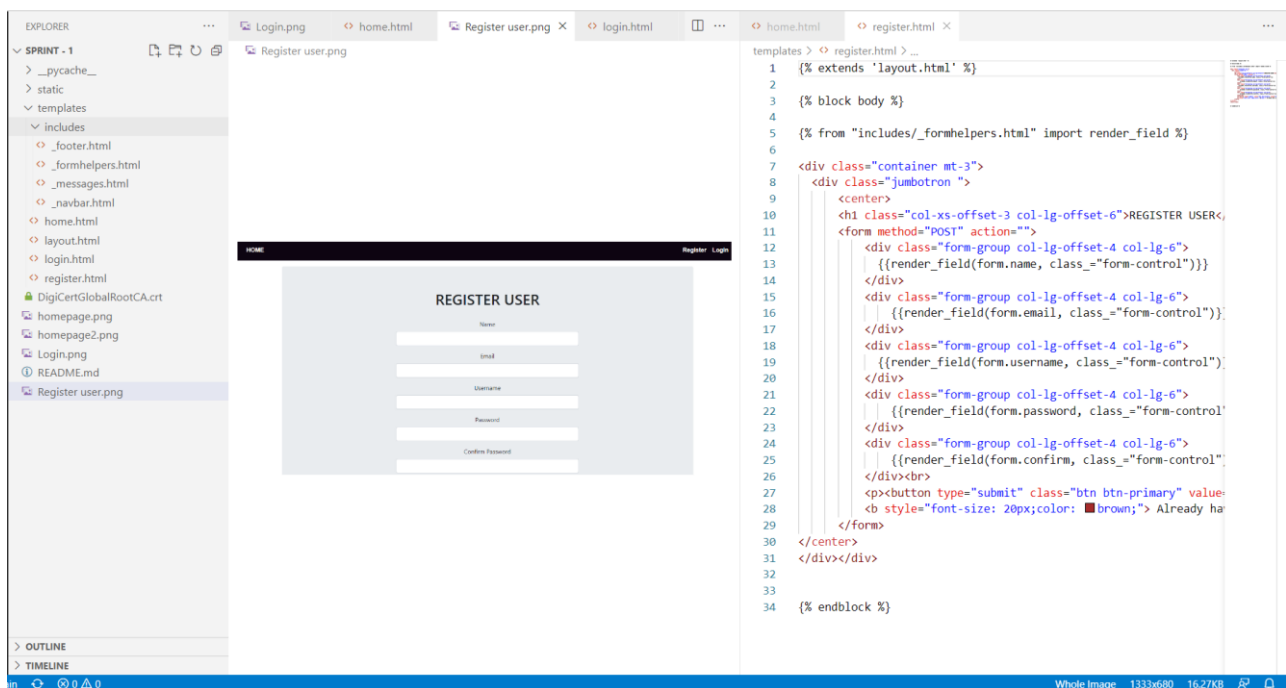 EXPLORER
SPRINT - 1
__pycache__
static
templates
includes
_footer.html
_formhelpers.html
_messages.html
_navbar.html
home.html
layout.html
login.html
register.html
DigiCertGlobalRootCA.crt
homepage.png
homepage2.png
Login.png
README.md
Register user.png
OUTLINE
TIMELINE
Login.png
home.html
Register user.png
login.html
Register user.png
HOME
Register Login
REGISTER USER
Name
Email
Username
Password
Confirm Password
home.html
register.html
templates > register.html > ...
1 {% extends 'layout.html' %}
2
3 {% block body %}
4
5 {% from "includes/_formhelpers.html" import render_field %}
6
7 <div class="container mt-3">
8 <div class="jumbotron ">
9 <center>
10 <h1 class="col-xs-offset-3 col-lg-offset-6">REGISTER USER</
11 <form method="POST" action="">
12 <div class="form-group col-lg-offset-4 col-lg-6">
13 {{render_field(form.name, class_="form-control")}}
14 </div>
15 <div class="form-group col-lg-offset-4 col-lg-6">
16 {{render_field(form.email, class_="form-control")}
17 </div>
18 <div class="form-group col-lg-offset-4 col-lg-6">
19 {{render_field(form.username, class_="form-control")
20 </div>
21 <div class="form-group col-lg-offset-4 col-lg-6">
22 {{render_field(form.password, class_="form-control"
23 </div>
24 <div class="form-group col-lg-offset-4 col-lg-6">
25 {{render_field(form.confirm, class_="form-control"
26 </div><br>
27 <p><button type="submit" class="btn btn-primary" value=
28 <b style="font-size: 20px;color: brown;"> Already ha
29 </form>
30 </center>
31 </div></div>
32
33
34 {% endblock %}
in 0 0
Whole Image 1333x680 16.27KB